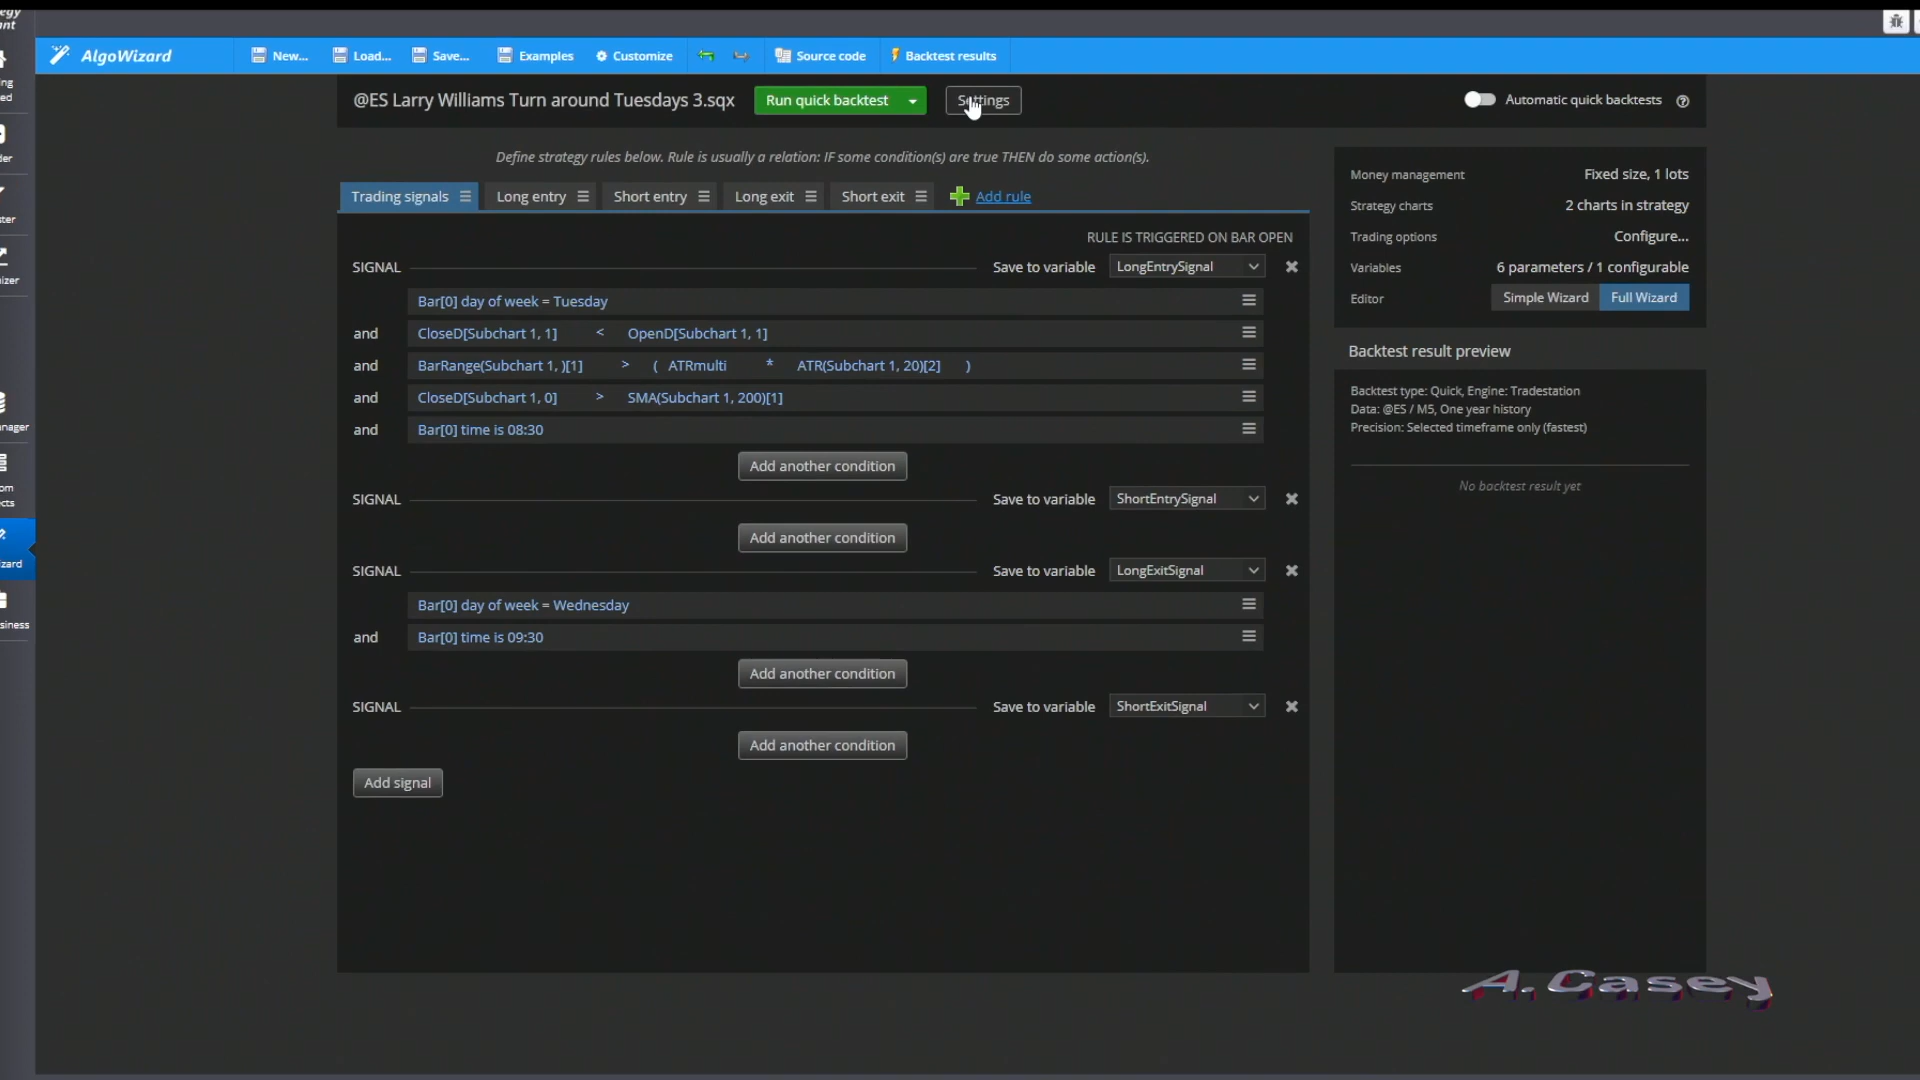 AlgoWizard New... Load... Save... Examples Customize Source code Backtest results
@ES Larry Williams Turn around Tuesdays 3.sqx Run quick backtest Settings Automatic quick backtests
Define strategy rules below. Rule is usually a relation: IF some condition(s) are true THEN do some action(s).
Trading signals Long entry Short entry Long exit Short exit Add rule
RULE IS TRIGGERED ON BAR OPEN
SIGNAL Save to variable LongEntrySignal
Bar[0] day of week = Tuesday
and CloseD[Subchart 1, 1] < OpenD[Subchart 1, 1]
and BarRange(Subchart 1, )[1] > ( ATRmulti * ATR(Subchart 1, 20)[2] )
and CloseD[Subchart 1, 0] > SMA(Subchart 1, 200)[1]
and Bar[0] time is 08:30
Add another condition
SIGNAL Save to variable ShortEntrySignal
Add another condition
SIGNAL Save to variable LongExitSignal
Bar[0] day of week = Wednesday
and Bar[0] time is 09:30
Add another condition
SIGNAL Save to variable ShortExitSignal
Add another condition
Add signal
Money management Fixed size, 1 lots
Strategy charts 2 charts in strategy
Trading options Configure...
Variables 6 parameters / 1 configurable
Editor Simple Wizard Full Wizard
Backtest result preview
Backtest type: Quick, Engine: Tradestation
Data: @ES / M5, One year history
Precision: Selected timeframe only (fastest)
No backtest result yet
A. Casey